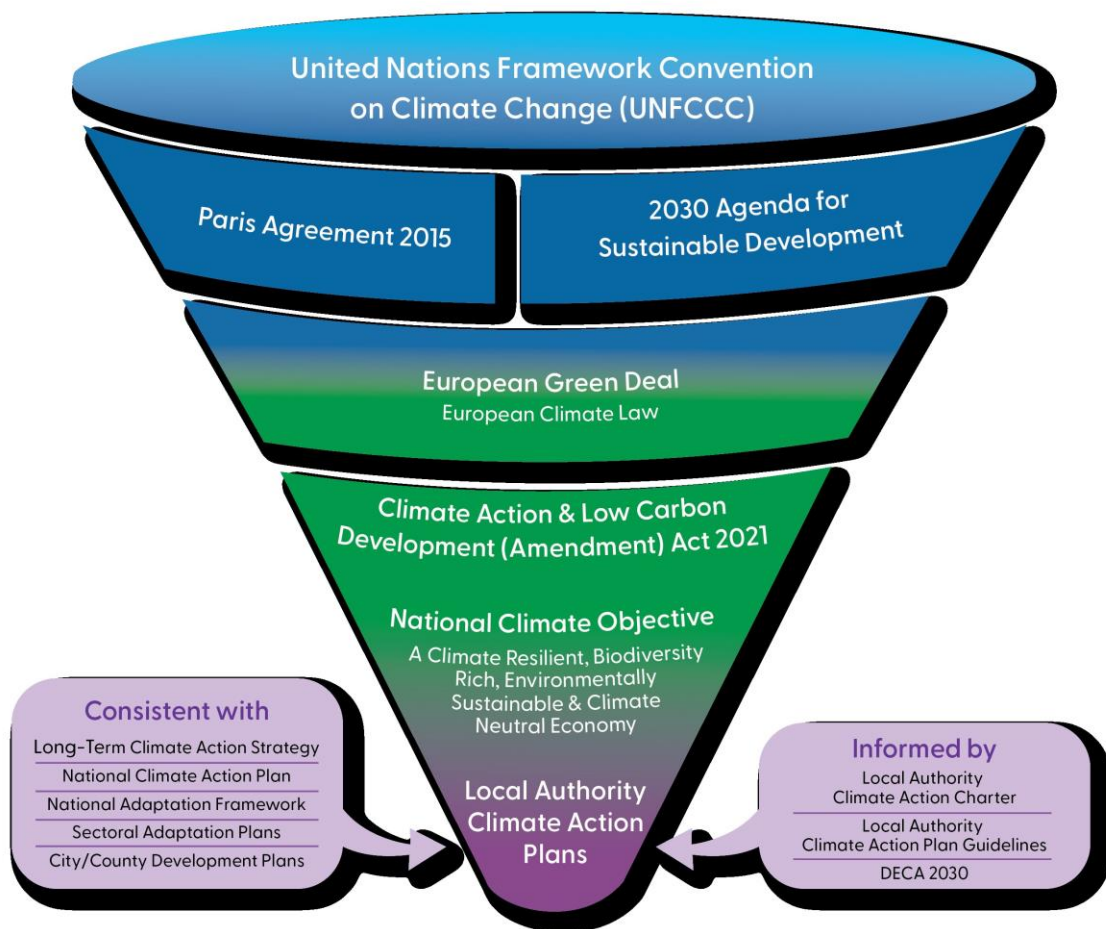 United Nations Framework Convention
on Climate Change (UNFCCC)
Paris Agreement 2015
2030 Agenda for
Sustainable Development
European Green Deal
European Climate Law
Climate Action & Low Carbon
Development (Amendment) Act 2021
National Climate Objective
A Climate Resilient, Biodiversity
Rich, Environmentally
Sustainable & Climate
Neutral Economy
Local Authority
Climate Action
Plans
Consistent with
Long-Term Climate Action Strategy
National Climate Action Plan
National Adaptation Framework
Sectoral Adaptation Plans
City/County Development Plans
Informed by
Local Authority
Climate Action Charter
Local Authority
Climate Action Plan Guidelines
DECA 2030